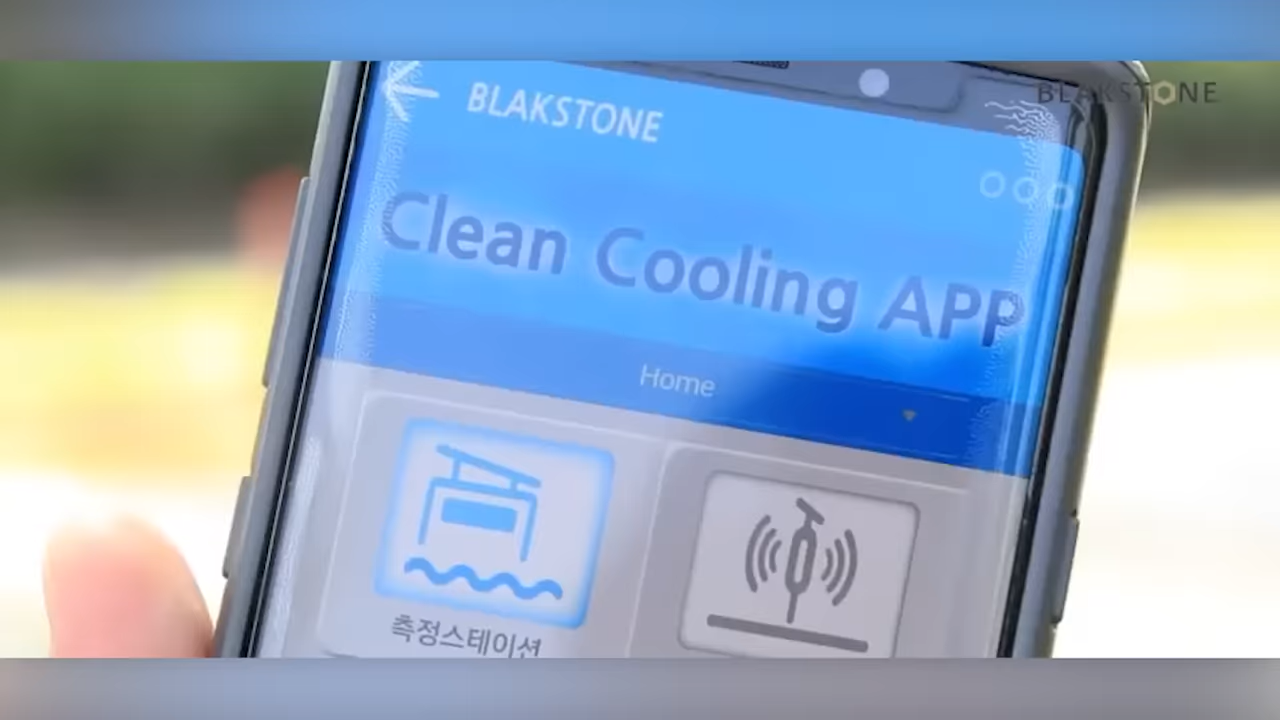 BLAKSTONE
BLAKSTONE
Clean Cooling APP
Home
측정스테이션